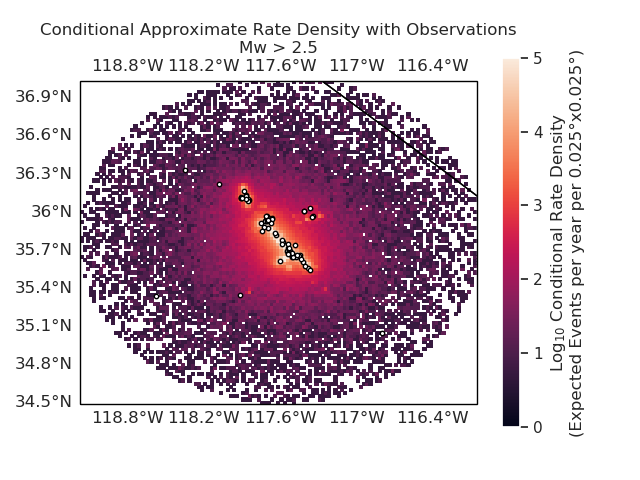 Conditional Approximate Rate Density with Observations
Mw > 2.5
118.8°W 118.2°W 117.6°W 117°W 116.4°W
36.9°N
36.6°N
36.3°N
36°N
35.7°N
35.4°N
35.1°N
34.8°N
34.5°N
118.8°W 118.2°W 117.6°W 117°W 116.4°W
5
4
3
2
1
0
Log₁₀ Conditional Rate Density
(Expected Events per year per 0.025°x0.025°)